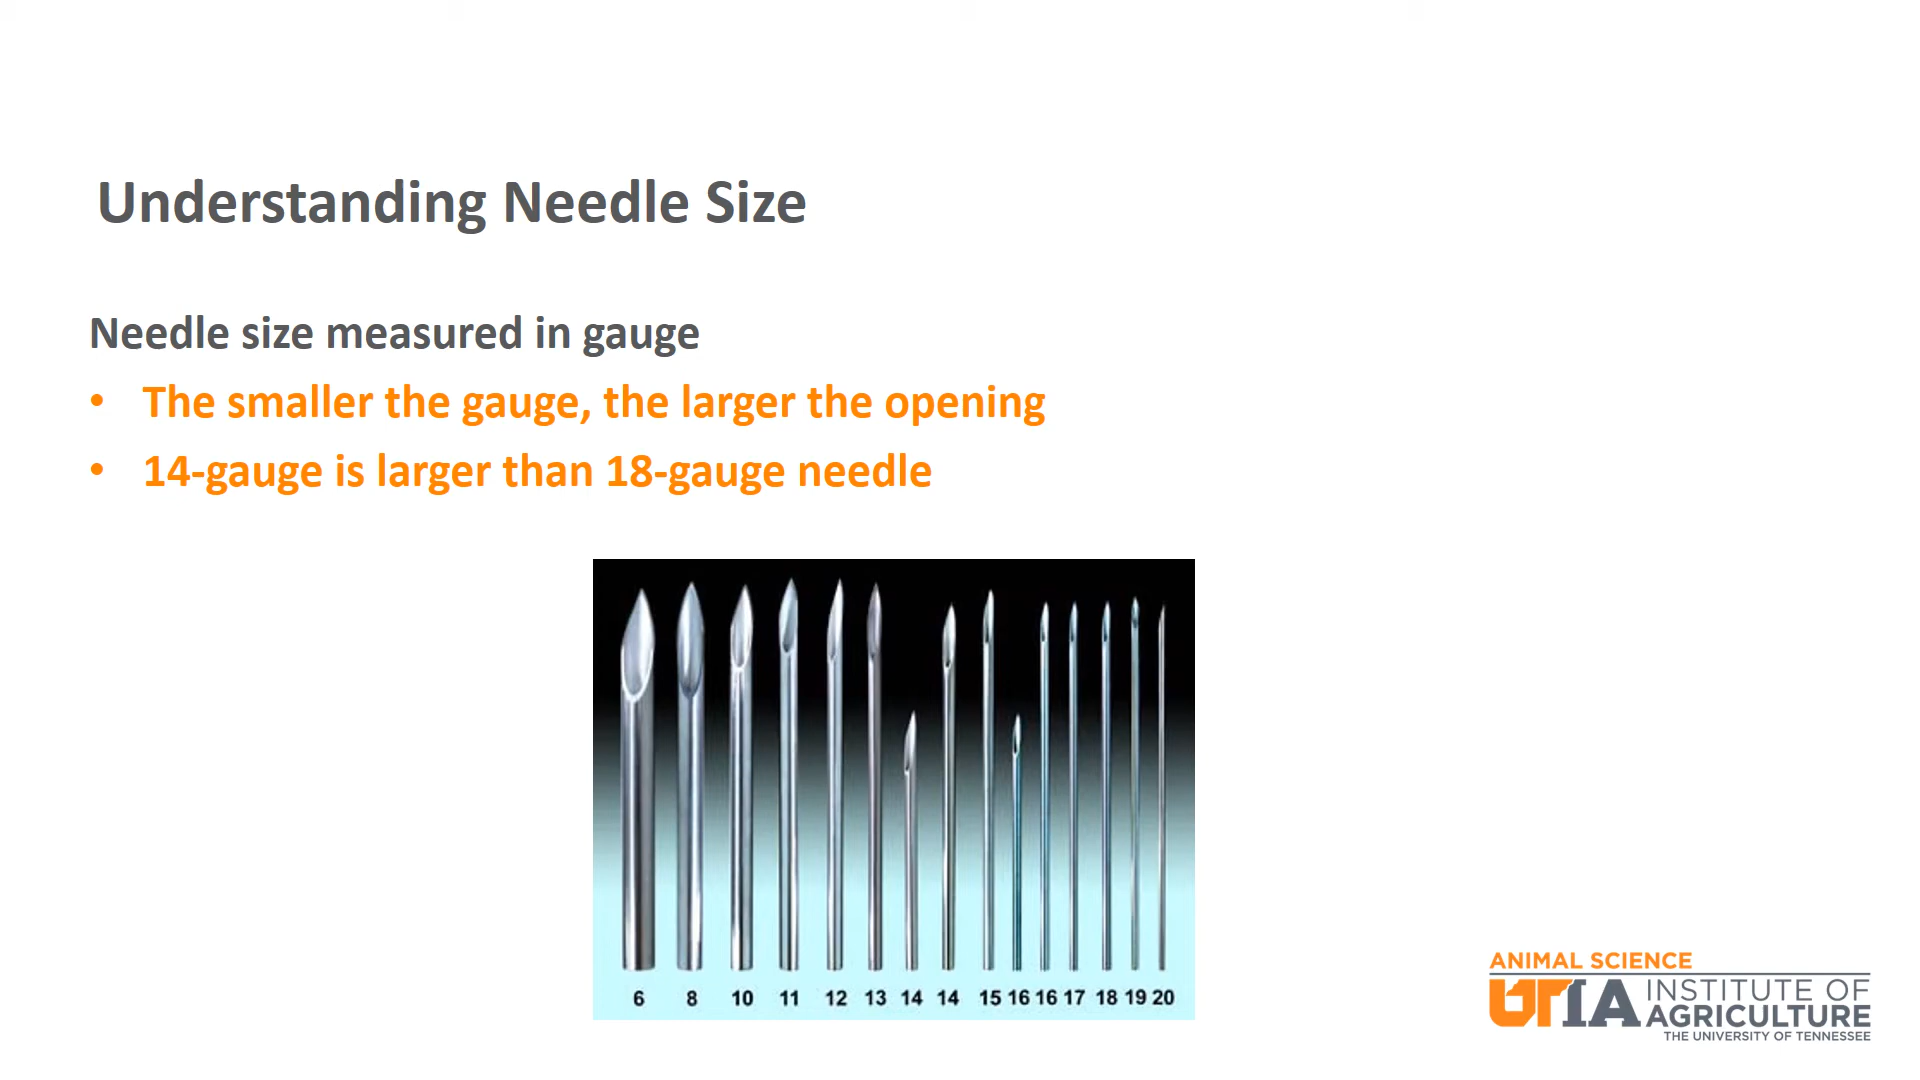 Understanding Needle Size
Needle size measured in gauge
• The smaller the gauge, the larger the opening
• 14-gauge is larger than 18-gauge needle
6 8 10 11 12 13 14 14 15 16 16 17 18 19 20
ANIMAL SCIENCE
UTIA INSTITUTE OF
AGRICULTURE
THE UNIVERSITY OF TENNESSEE